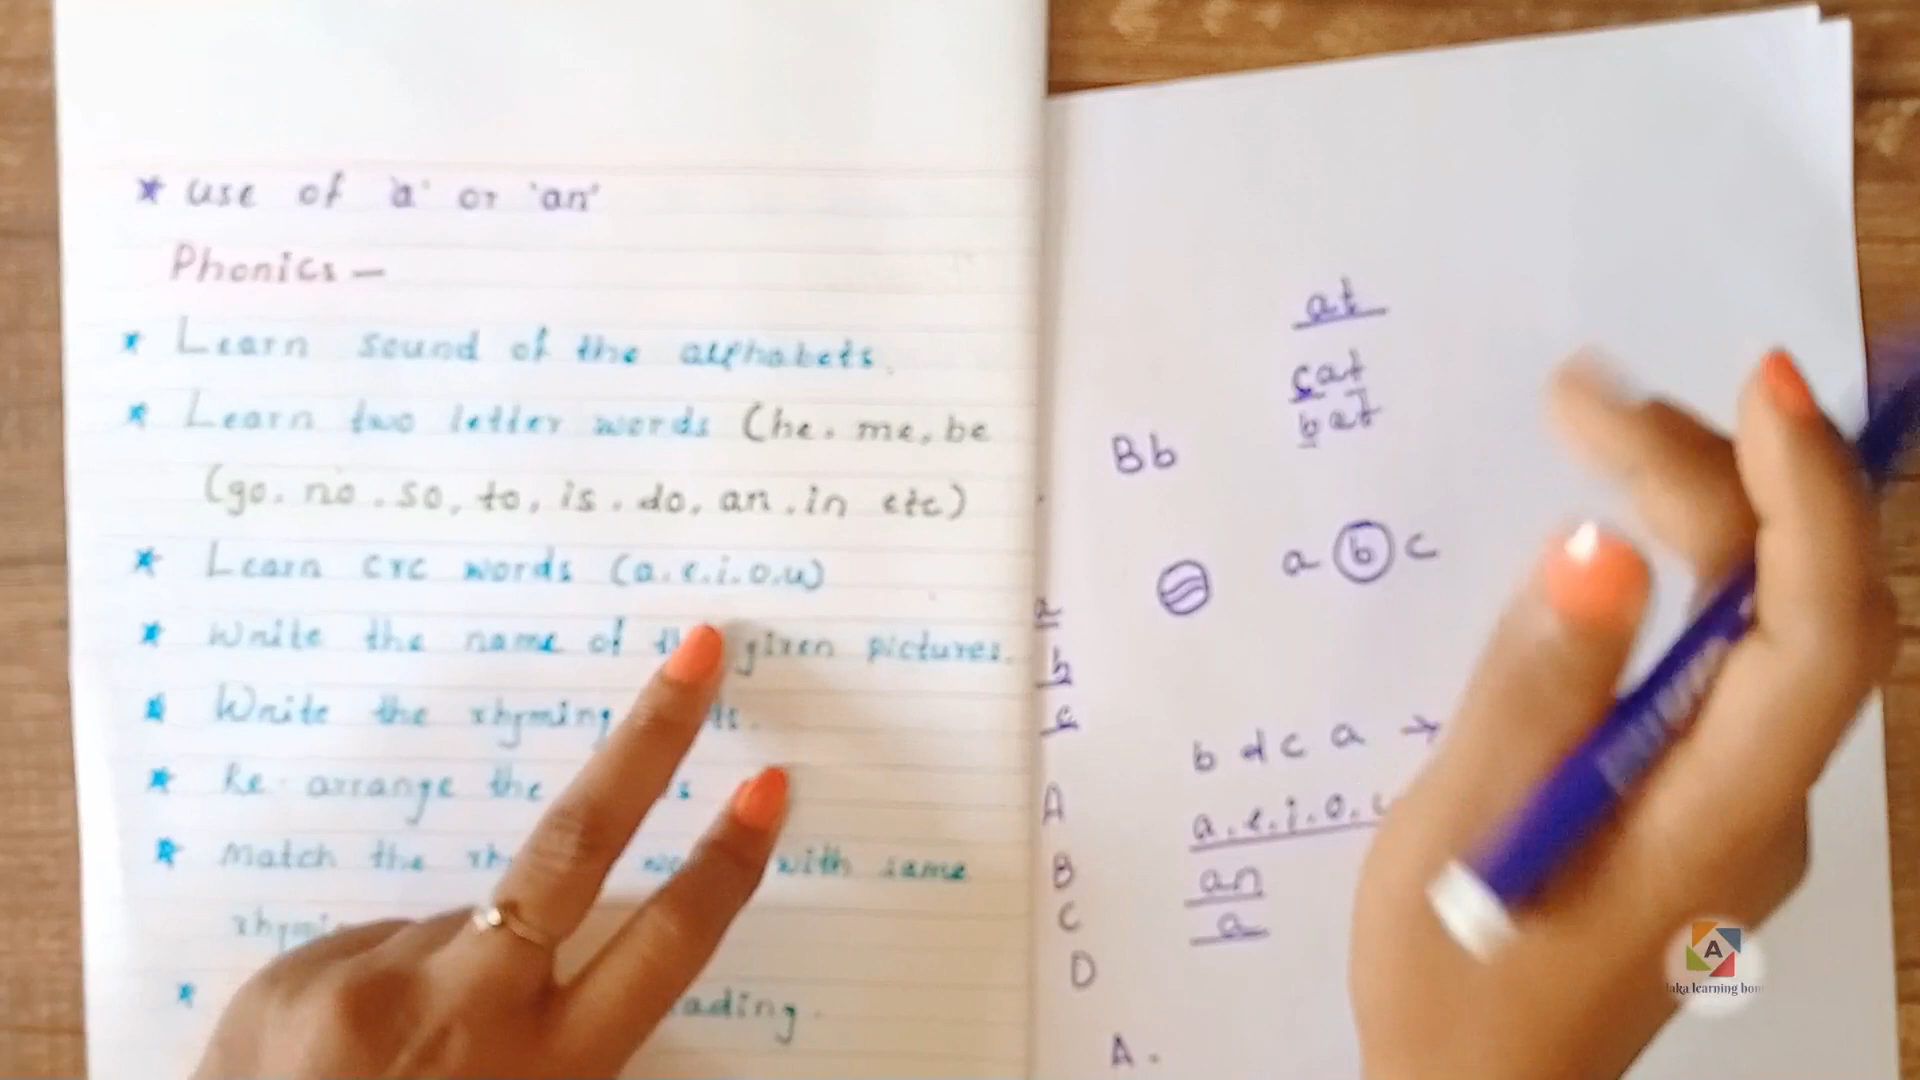 * use of 'a' or 'an'
Phonics —
* Learn sound of the alphabets.
* Learn two letter words (he, me, be
(go. no. so, to, is. do, an. in etc)
* Learn cvc words (a.e.i.o.u)
* Write the name of given pictures.
* Write the rhyming
* Re-arrange the
* Match the with same
*
at
cat
bat
Bb
a b c
a
b
c
b d c a →
A
a.e.i.o.
B
an
C
a
D
A.
A
learning